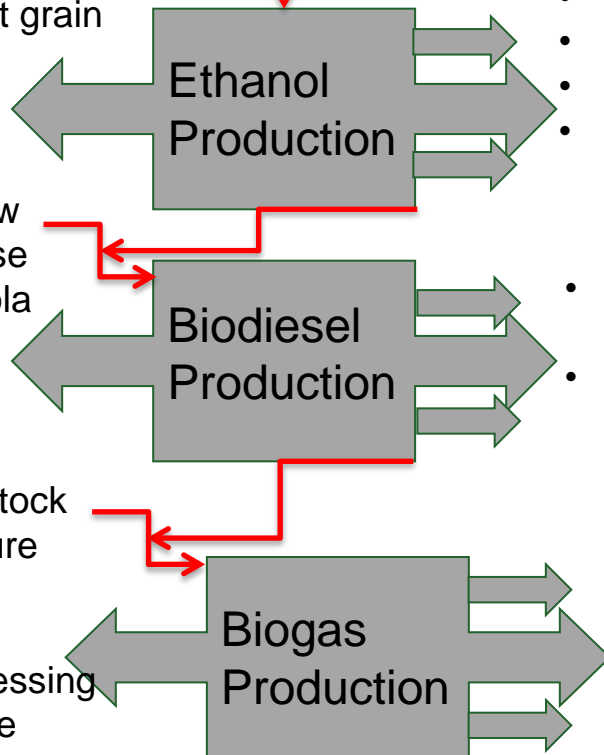 t grain
Ethanol
Production
w
se
ola
Biodiesel
Production
tock
ure
Biogas
Production
essing
e